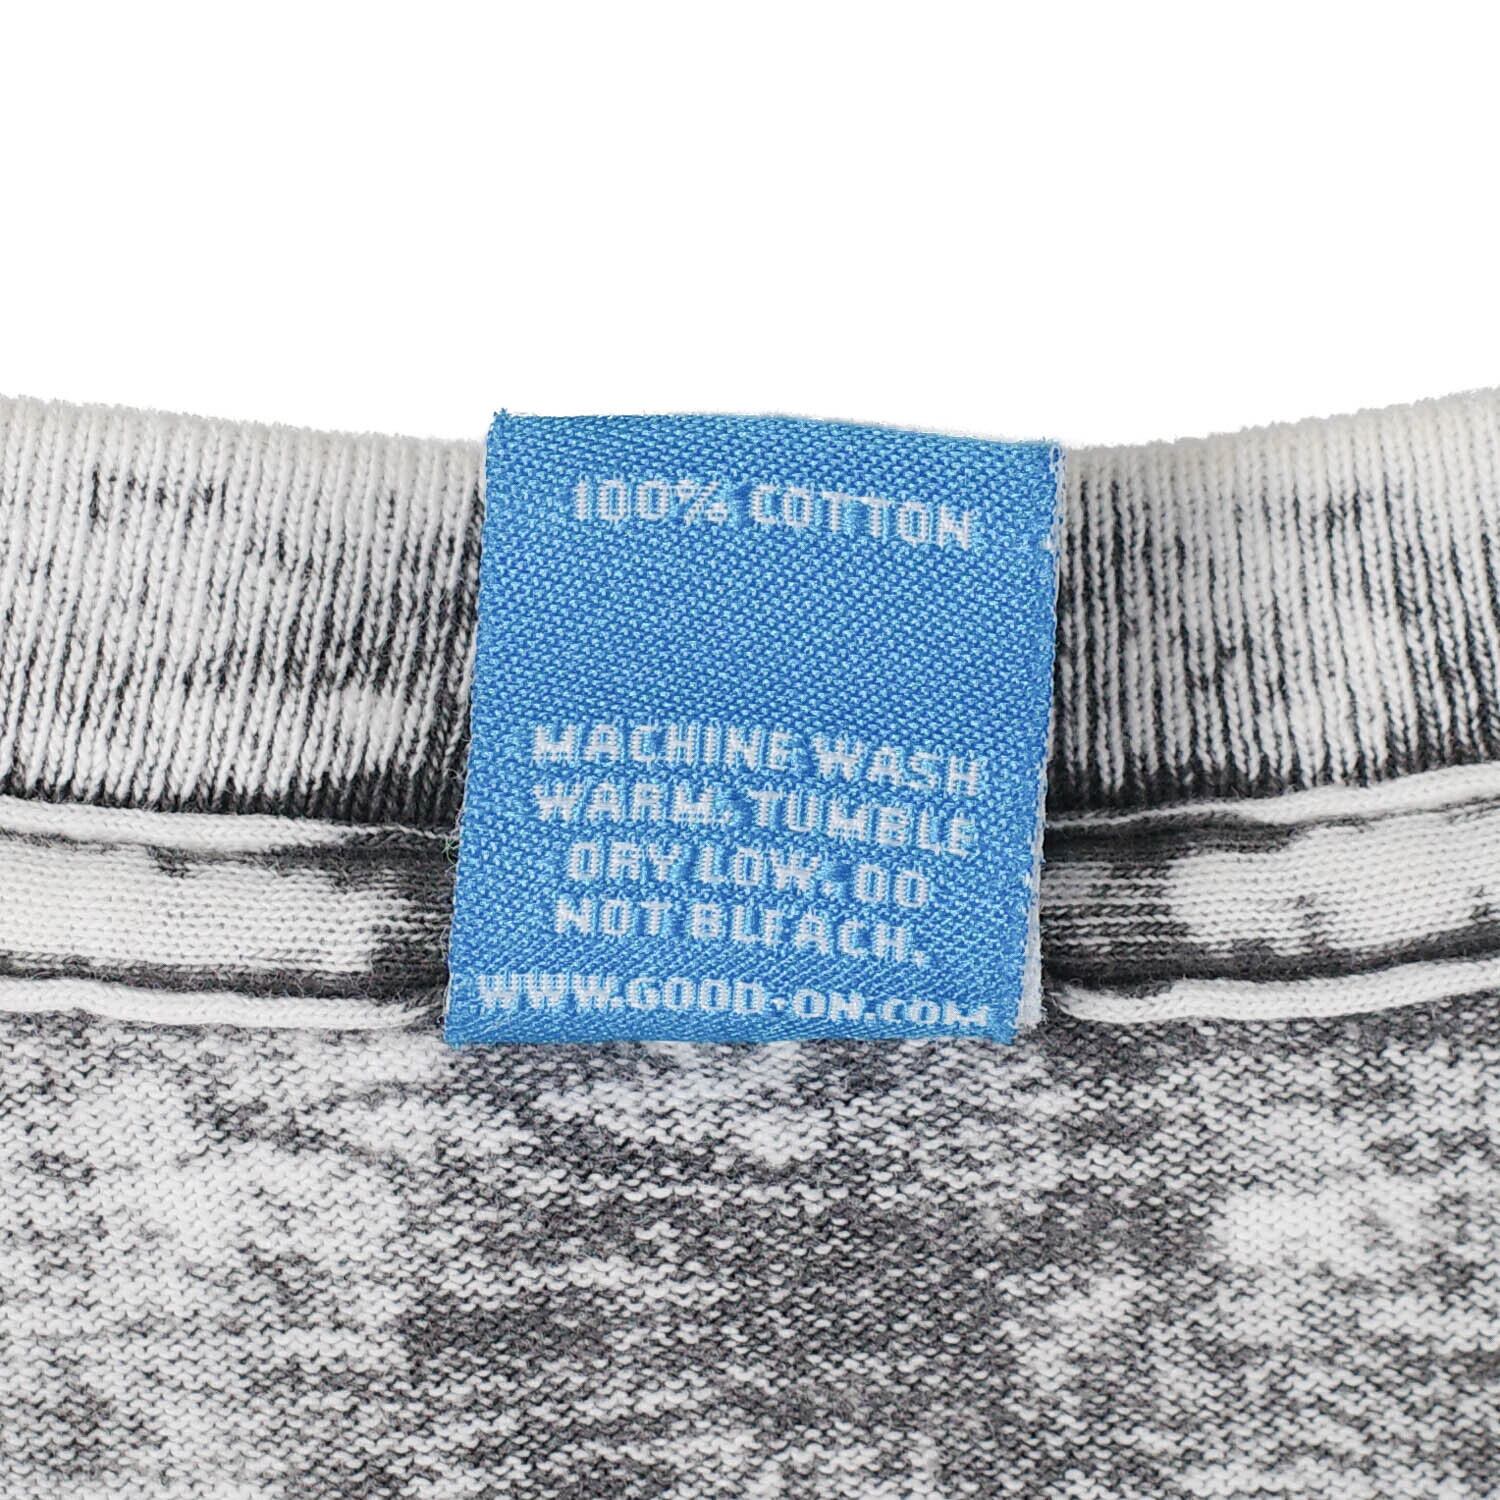 100% COTTON
MACHINE WASH
WARM. TUMBLE
DRY LOW. DO
NOT BLEACH.
WWW.GOOD-ON.COM